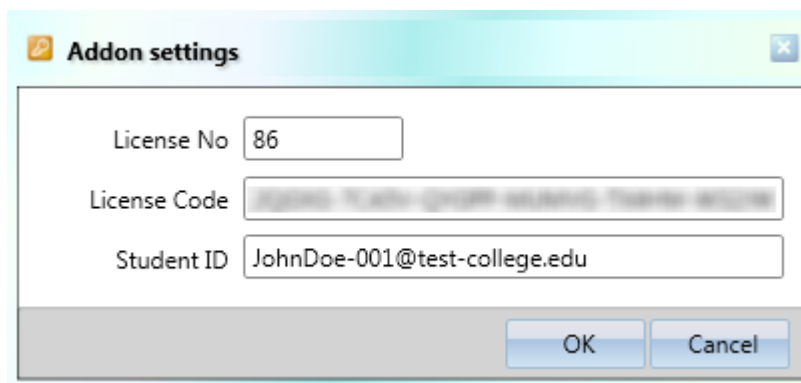 Addon settings
License No 86
License Code
Student ID JohnDoe-001@test-college.edu
OK Cancel